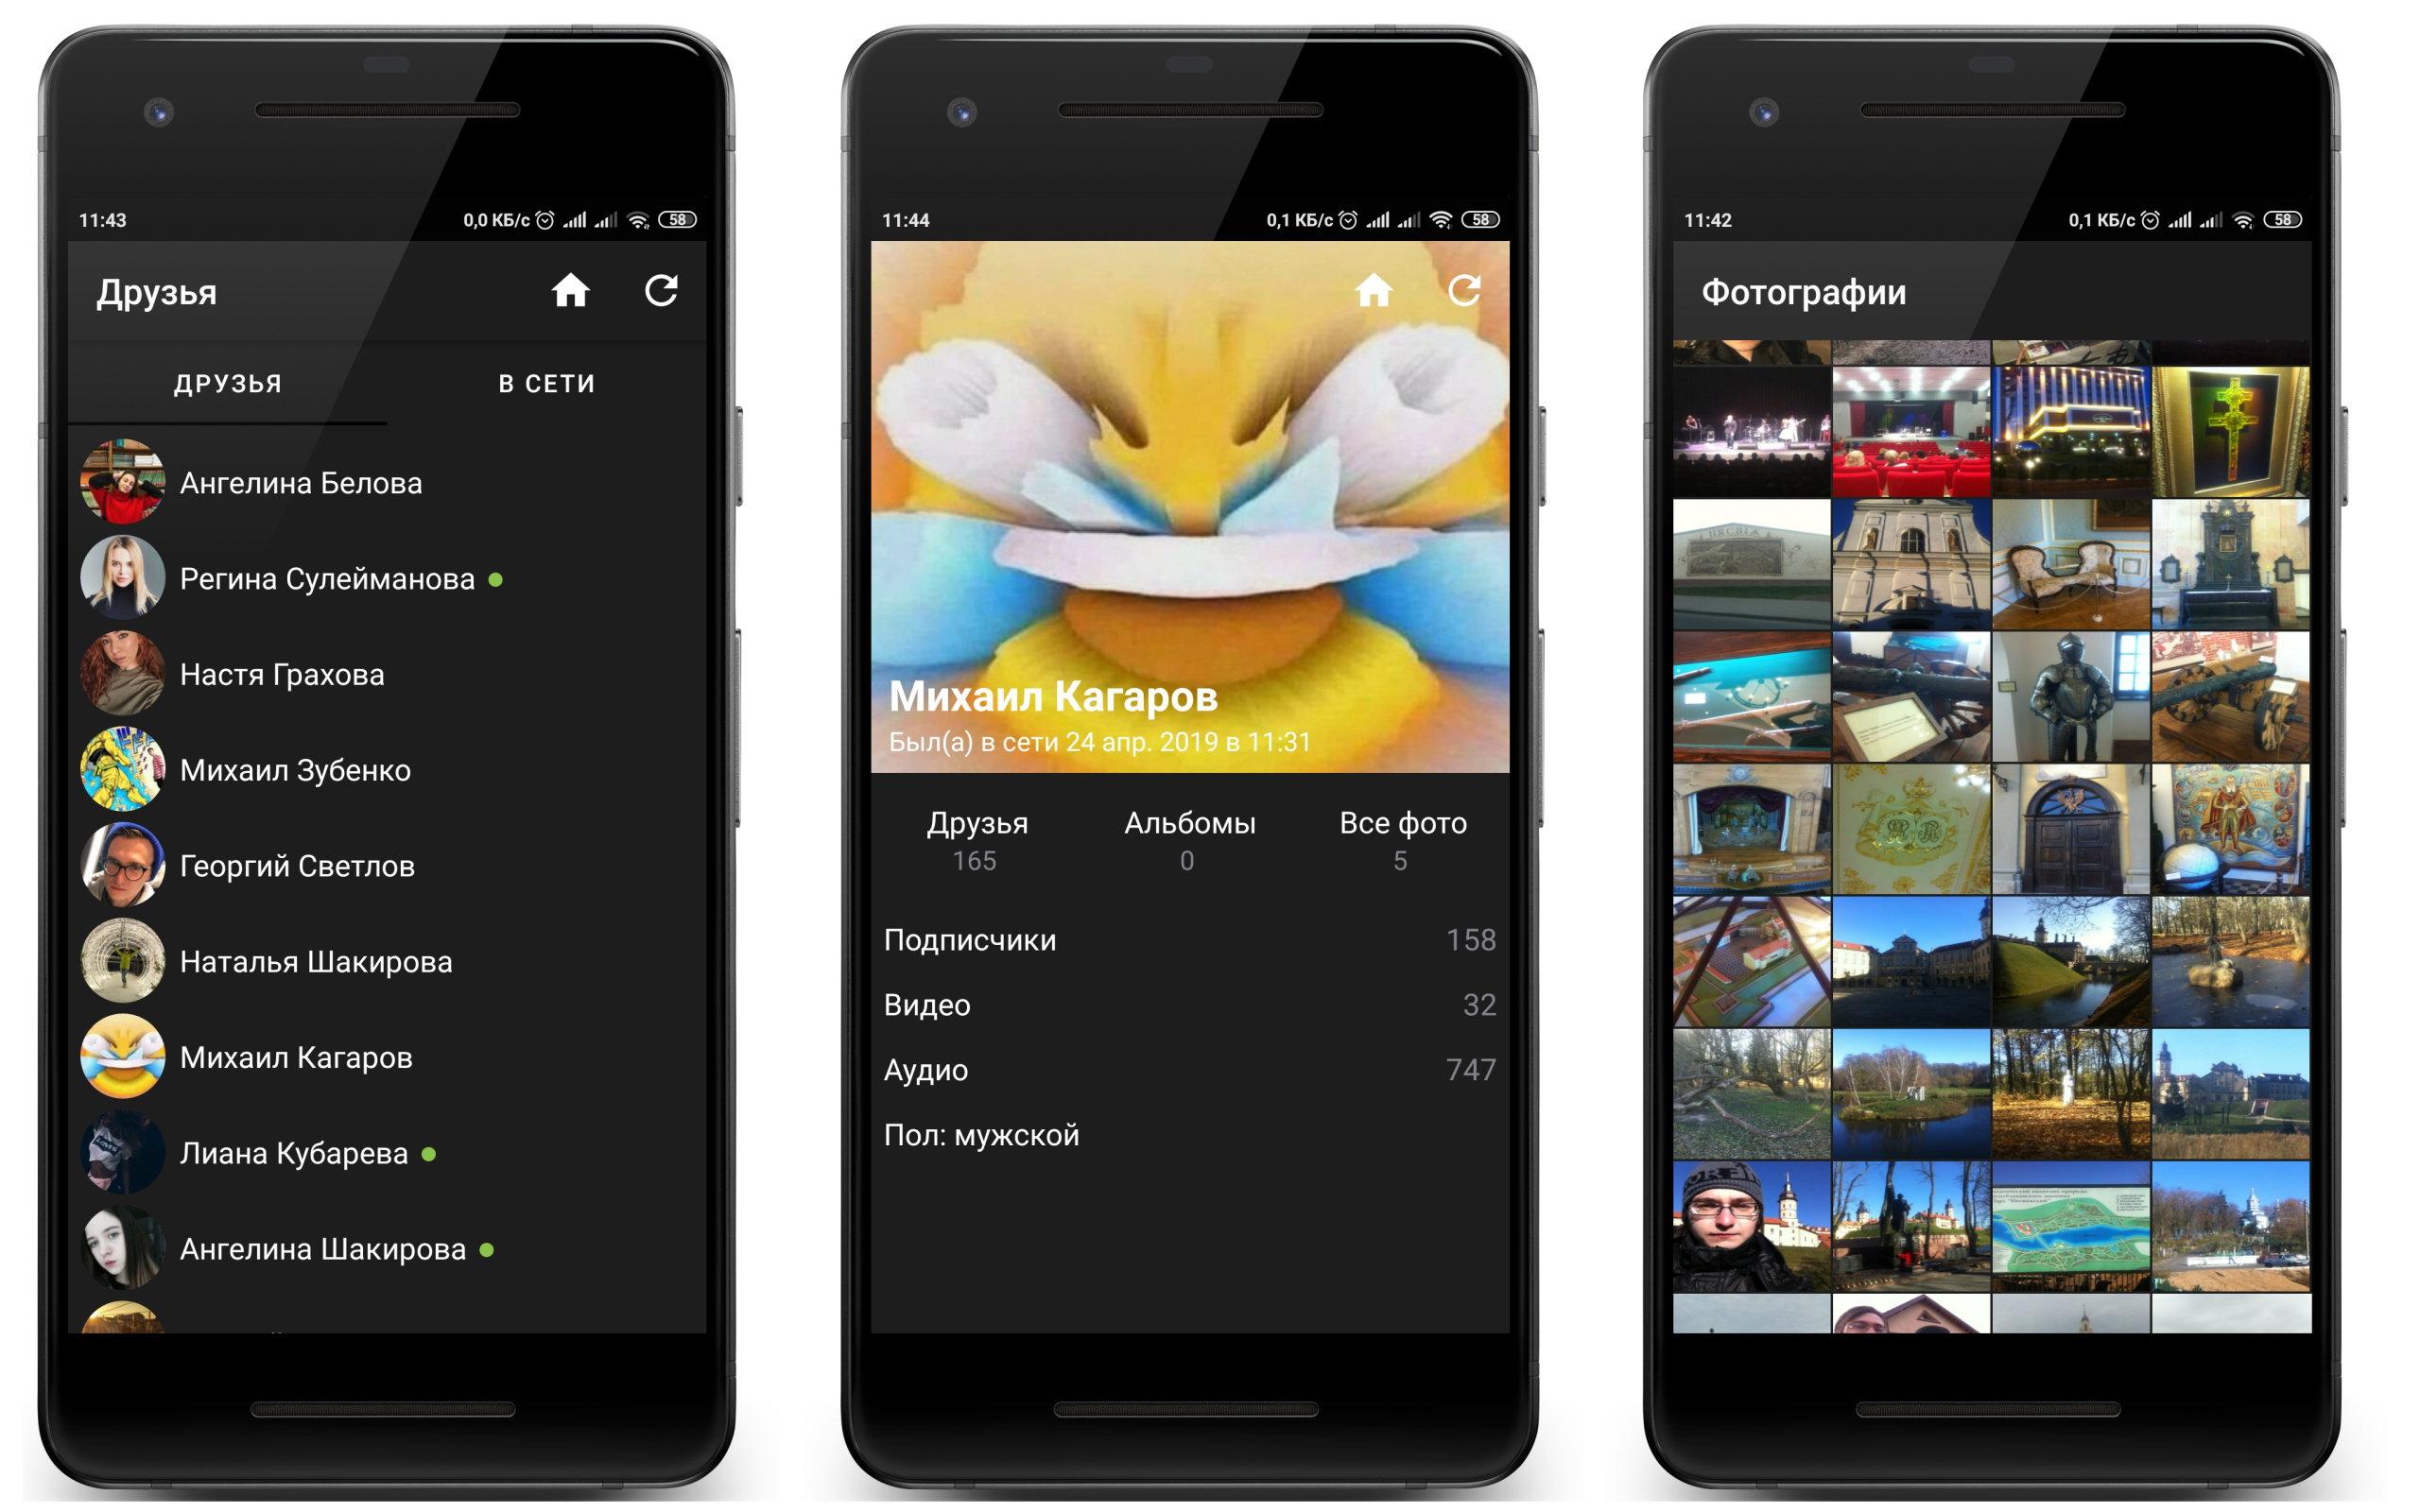 11:43
0,0 КБ/с
58
Друзья
ДРУЗЬЯ
В СЕТИ
Ангелина Белова
Регина Сулейманова
Настя Грахова
Михаил Зубенко
Георгий Светлов
Наталья Шакирова
Михаил Кагаров
Лиана Кубарева
Ангелина Шакирова
11:44
0,1 КБ/с
58
Михаил Кагаров
Был(а) в сети 24 апр. 2019 в 11:31
Друзья
165
Альбомы
0
Все фото
5
Подписчики
158
Видео
32
Аудио
747
Пол: мужской
11:42
0,1 КБ/с
58
Фотографии